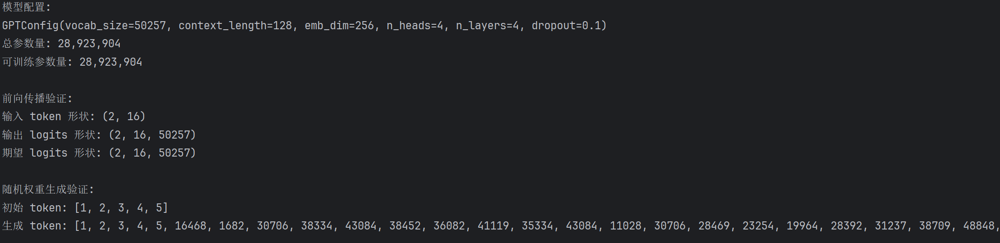 模型配置:
GPTConfig(vocab_size=50257, context_length=128, emb_dim=256, n_heads=4, n_layers=4, dropout=0.1)
总参数量: 28,923,904
可训练参数量: 28,923,904
前向传播验证:
输入 token 形状: (2, 16)
输出 logits 形状: (2, 16, 50257)
期望 logits 形状: (2, 16, 50257)
随机权重生成验证:
初始 token: [1, 2, 3, 4, 5]
生成 token: [1, 2, 3, 4, 5, 16468, 1682, 30706, 38334, 43084, 38452, 36082, 41119, 35334, 43084, 11028, 30706, 28469, 23254, 19964, 28392, 31237, 38709, 48848,